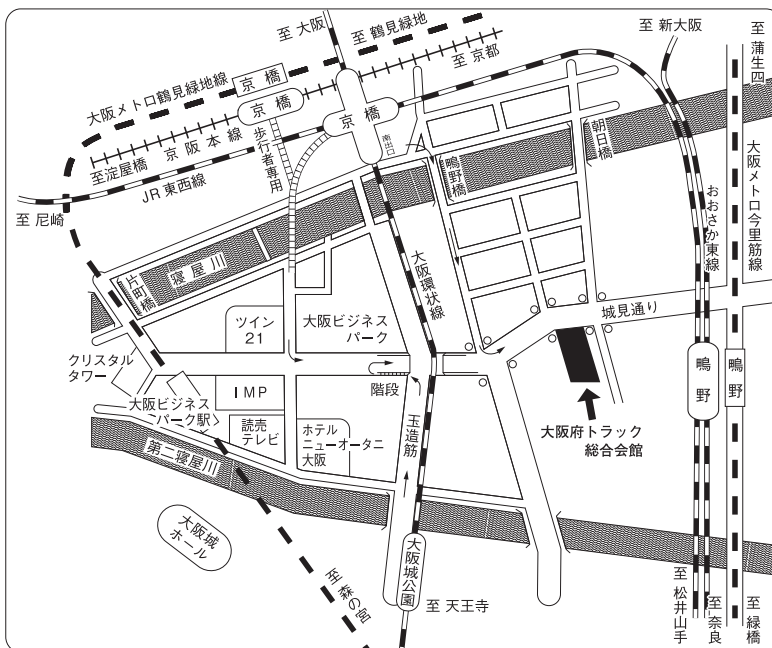 至 大阪
至 鶴見緑地
至 新大阪
至 蒲生四
大阪メトロ鶴見緑地線
京橋
京橋
京橋
至 京都
至淀屋橋
京阪本線
歩行者専用
南出口
鴫野橋
朝日橋
JR東西線
至 尼崎
おおさか東線
大阪メトロ今里筋線
片町橋
寝屋川
大阪環状線
城見通り
ツイン
21
大阪ビジネス
パーク
クリスタル
タワー
階段
鴫野
鴫野
IMP
大阪ビジネス
パーク駅
読売
テレビ
ホテル
ニューオータニ
大阪
玉造筋
大阪府トラック
総合会館
第二寝屋川
大阪城
ホール
大阪城公園
至 森の宮
至 天王寺
至 松井山手
至 奈良
至 緑橋